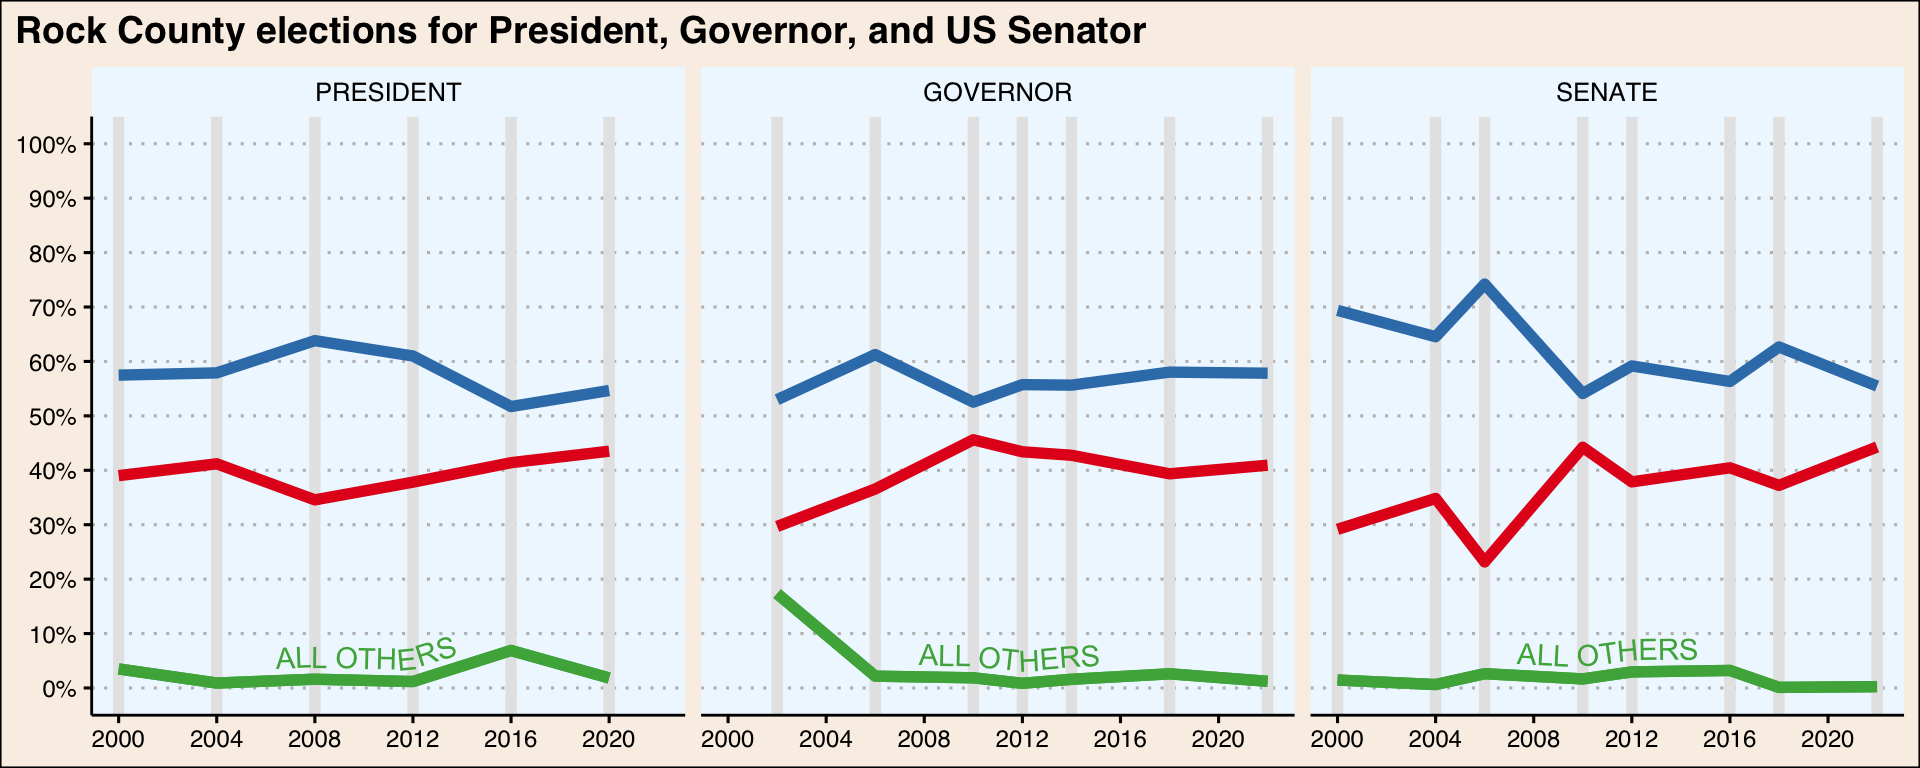 Rock County elections for President, Governor, and US Senator
PRESIDENT
GOVERNOR
SENATE
100%
90%
80%
70%
60%
50%
40%
30%
20%
10%
0%
ALL OTHERS
ALL OTHERS
ALL OTHERS
2000 2004 2008 2012 2016 2020
2000 2004 2008 2012 2016 2020
2000 2004 2008 2012 2016 2020